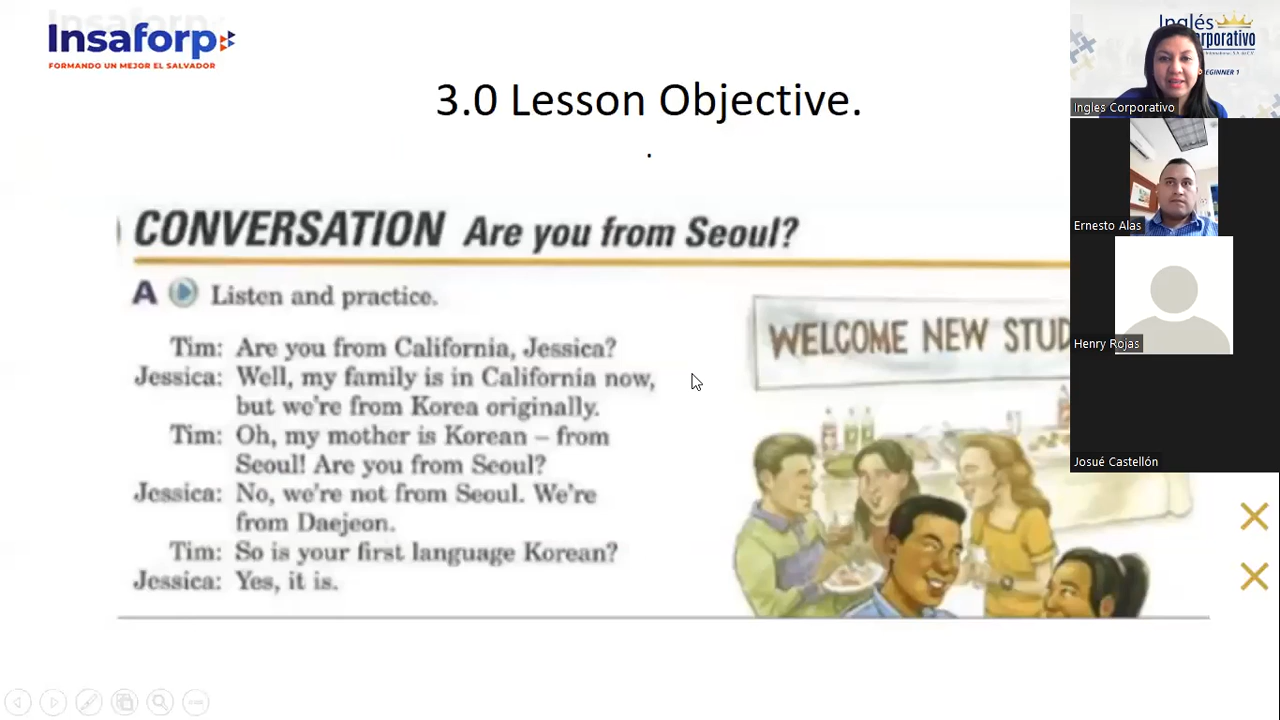 Insaforp
FORMANDO UN MEJOR EL SALVADOR
3.0 Lesson Objective.
.
CONVERSATION Are you from Seoul?
A Listen and practice.
Tim: Are you from California, Jessica?
Jessica: Well, my family is in California now,
but we're from Korea originally.
Tim: Oh, my mother is Korean – from
Seoul! Are you from Seoul?
Jessica: No, we're not from Seoul. We're
from Daejeon.
Tim: So is your first language Korean?
Jessica: Yes, it is.
WELCOME NEW STUD
Inglés
rporativo
EGINNER 1
Ingles Corporativo
Ernesto Alas
Henry Rojas
Josué Castellón